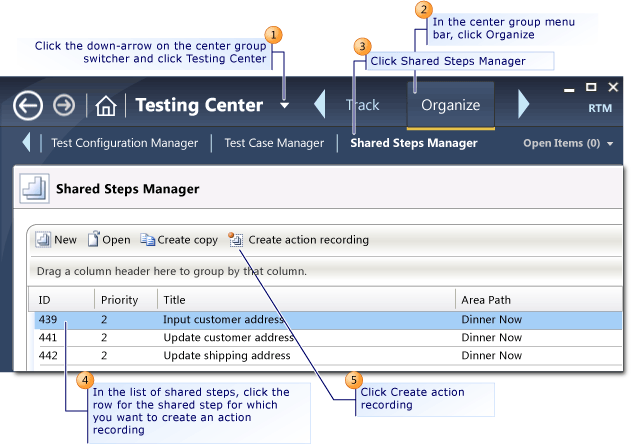 1
2
In the center group menu
bar, click Organize
Click the down-arrow on the center group
switcher and click Testing Center
3
Click Shared Steps Manager
Testing Center
Track
Organize
RTM
Test Configuration Manager
Test Case Manager
Shared Steps Manager
Open Items (0)
Shared Steps Manager
New
Open
Create copy
Create action recording
Drag a column header here to group by that column.
ID Priority Title Area Path
439 2 Input customer address Dinner Now
441 2 Update customer address Dinner Now
442 2 Update shipping address Dinner Now
4
In the list of shared steps, click the
row for the shared step for which
you want to create an action
recording
5
Click Create action
recording